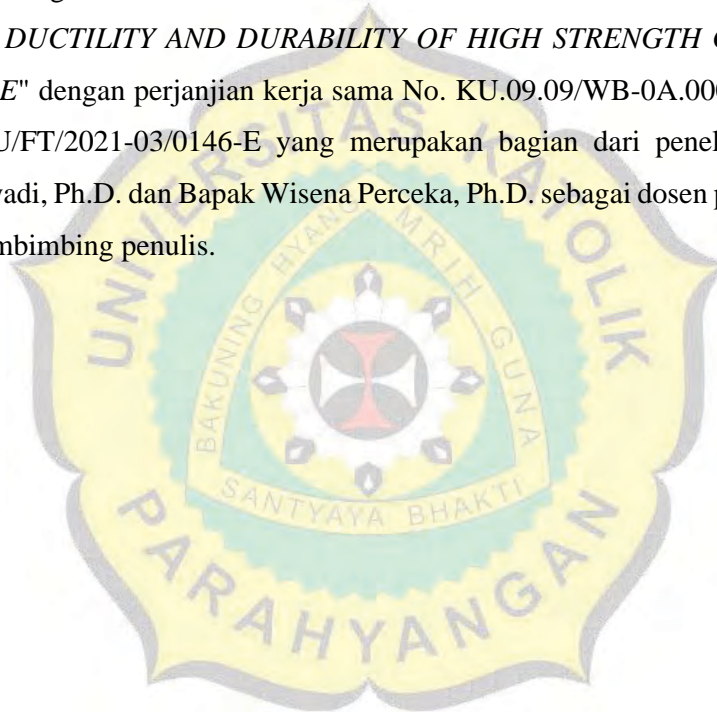 DUCTILITY AND DURABILITY OF HIGH STRENGTH
E" dengan perjanjian kerja sama No. KU.09.09/WB-0A.000
U/FT/2021-03/0146-E yang merupakan bagian dari penel
yadi, Ph.D. dan Bapak Wisena Perceka, Ph.D. sebagai dosen p
mbimbing penulis.
UNIVERSITAS KATOLIK
BAKUNING HYANG MRIH GUNA
SANTYAYA BHAKTI
PARAHYANGAN